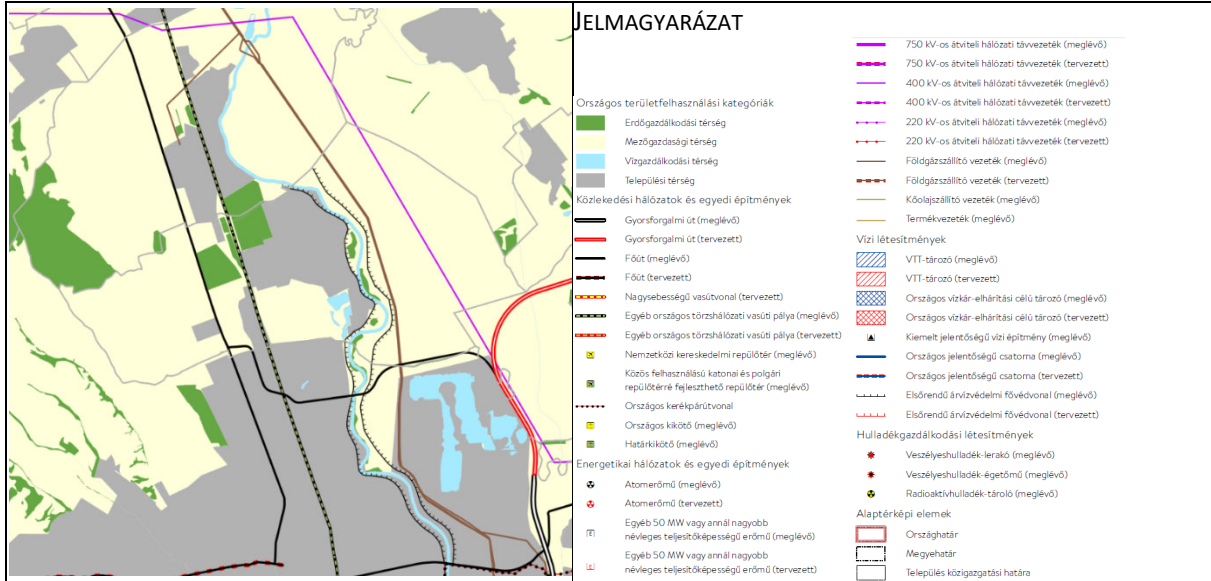 JELMAGYARÁZAT
Országos területfelhasználási kategóriák
Erdőgazdálkodási térség
Mezőgazdasági térség
Vízgazdálkodási térség
Települési térség
Közlekedési hálózatok és egyedi építmények
Gyorsforgalmi út (meglévő)
Gyorsforgalmi út (tervezett)
Főút (meglévő)
Főút (tervezett)
Nagysebességű vasútvonal (tervezett)
Egyéb országos törzshálózati vasúti pálya (meglévő)
Egyéb országos törzshálózati vasúti pálya (tervezett)
Nemzetközi kereskedelmi repülőtér (meglévő)
Közös felhasználású katonai és polgári
repülőtérré fejleszthető repülőtér (meglévő)
Országos kerékpárútvonal
Országos kikötő (meglévő)
Határkikötő (meglévő)
Energetikai hálózatok és egyedi építmények
Atomerőmű (meglévő)
Atomerőmű (tervezett)
Egyéb 50 MW vagy annál nagyobb
névleges teljesítőképességű erőmű (meglévő)
Egyéb 50 MW vagy annál nagyobb
névleges teljesítőképességű erőmű (tervezett)
750 kV-os átviteli hálózati távvezeték (meglévő)
750 kV-os átviteli hálózati távvezeték (tervezett)
400 kV-os átviteli hálózati távvezeték (meglévő)
400 kV-os átviteli hálózati távvezeték (tervezett)
220 kV-os átviteli hálózati távvezeték (meglévő)
220 kV-os átviteli hálózati távvezeték (tervezett)
Földgázszállító vezeték (meglévő)
Földgázszállító vezeték (tervezett)
Kőolajszállító vezeték (meglévő)
Termékvezeték (meglévő)
Vízi létesítmények
VTT-tározó (meglévő)
VTT-tározó (tervezett)
Országos vízkár-elhárítási célú tározó (meglévő)
Országos vízkár-elhárítási célú tározó (tervezett)
Kiemelt jelentőségű vízi építmény (meglévő)
Országos jelentőségű csatorna (meglévő)
Országos jelentőségű csatorna (tervezett)
Elsőrendű árvízvédelmi fővédvonal (meglévő)
Elsőrendű árvízvédelmi fővédvonal (tervezett)
Hulladékgazdálkodási létesítmények
Veszélyeshulladék-lerakó (meglévő)
Veszélyeshulladék-égetőmű (meglévő)
Radioaktívhulladék-tároló (meglévő)
Alaptérképi elemek
Országhatár
Megyehatár
Település közigazgatási határa